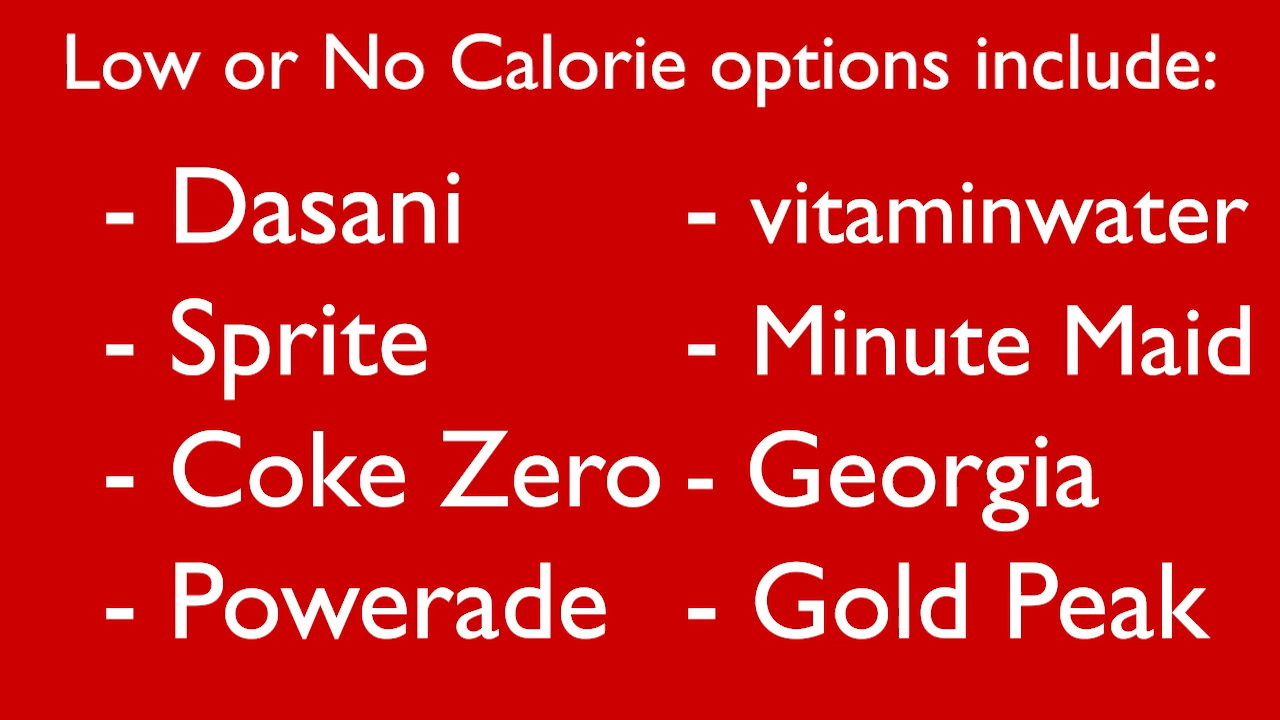 Low or No Calorie options include:
- Dasani
- Sprite
- Coke Zero
- Powerade
- vitaminwater
- Minute Maid
- Georgia
- Gold Peak